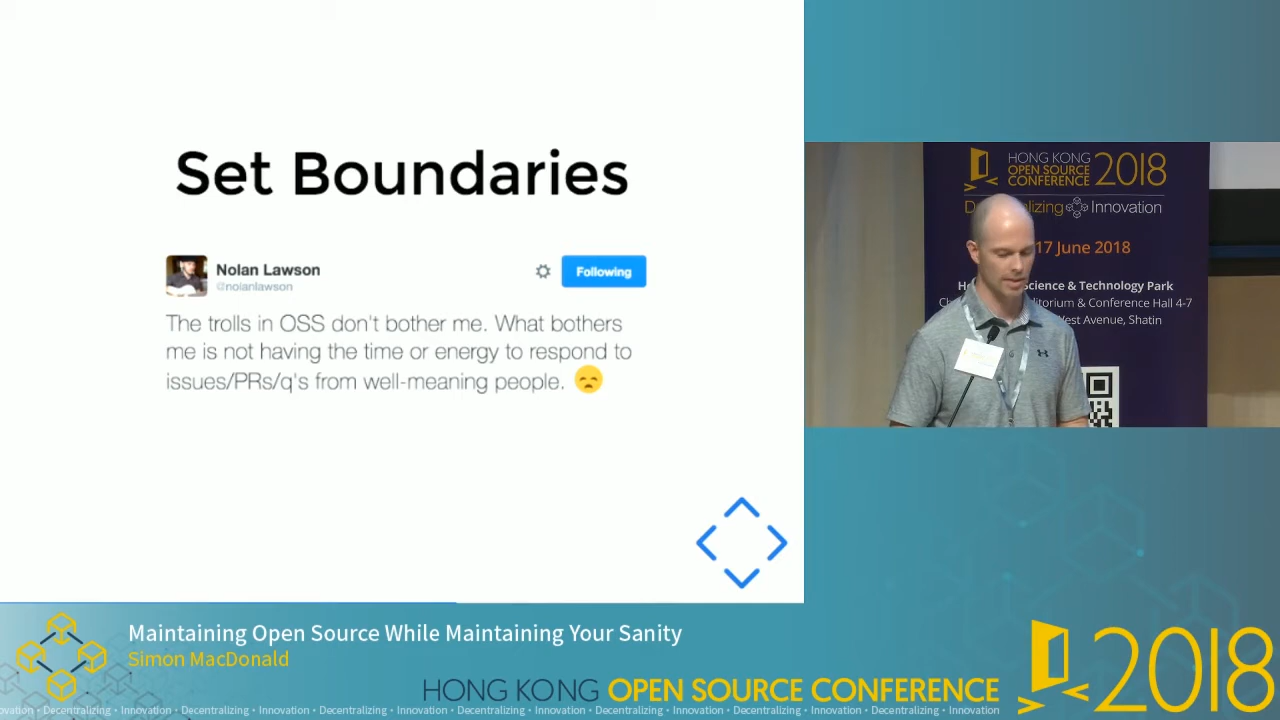 Set Boundaries
Nolan Lawson
@nolanlawson
Following
The trolls in OSS don't bother me. What bothers
me is not having the time or energy to respond to
issues/PRs/q's from well-meaning people.
HONG KONG
OPEN SOURCE
CONFERENCE 2018
Innovation
17 June 2018
Science & Technology Park
& Conference Hall 4-7
West Avenue, Shatin
Maintaining Open Source While Maintaining Your Sanity
Simon MacDonald
HONG KONG OPEN SOURCE CONFERENCE 2018
Decentralizing • Innovation • Decentralizing • Innovation • Decentralizing • Innovation • Decentralizing • Innovation • Decentralizing • Innovation • Decentralizing • Innovation • Decentralizing • Innovation • Decentralizing • Innovation • Decentralizing • Innovation